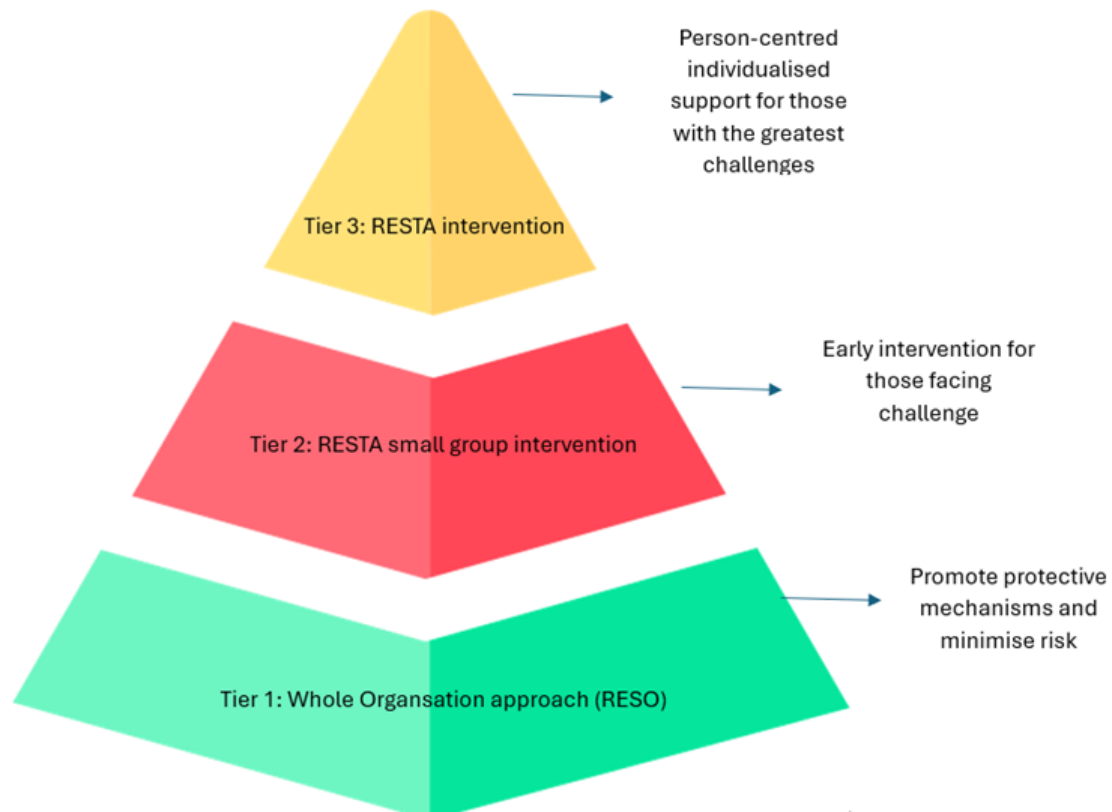 Person-centred
individualised
support for those
with the greatest
challenges
Tier 3: RESTA intervention
Early intervention for
those facing
challenge
Tier 2: RESTA small group intervention
Promote protective
mechanisms and
minimise risk
Tier 1: Whole Organsation approach (RESO)